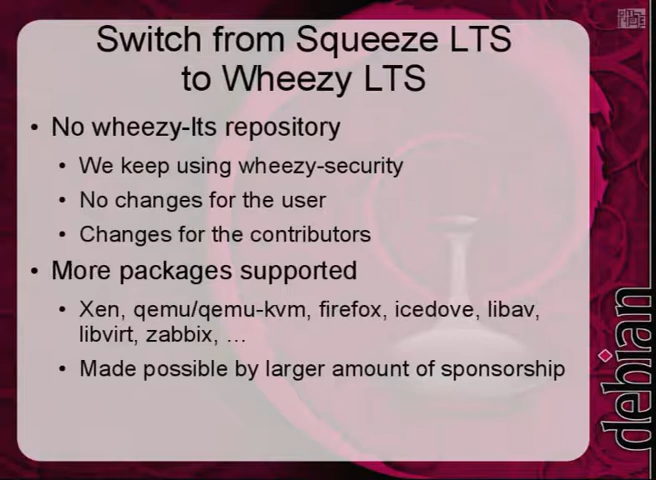 Switch from Squeeze LTS
to Wheezy LTS
• No wheezy-lts repository
• We keep using wheezy-security
• No changes for the user
• Changes for the contributors
• More packages supported
• Xen, qemu/qemu-kvm, firefox, icedove, libav,
libvirt, zabbix, …
• Made possible by larger amount of sponsorship
debian